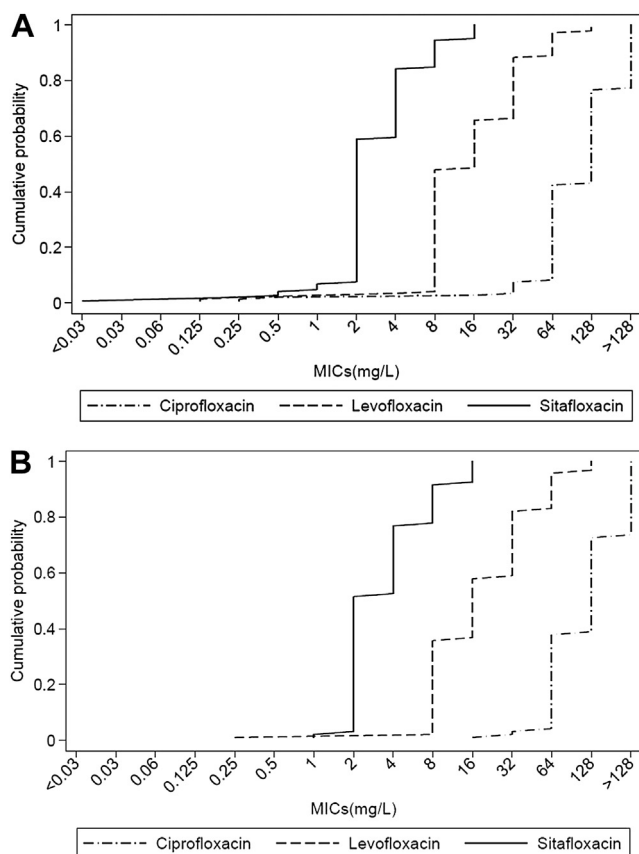 A
Cumulative probability
1
0.8
0.6
0.4
0.2
0
<0.03 0.03 0.06 0.125 0.25 0.5 1 2 4 8 16 32 64 128 >128
MICs(mg/L)
Ciprofloxacin Levofloxacin Sitafloxacin
B
Cumulative probability
1
0.8
0.6
0.4
0.2
0
<0.03 0.03 0.06 0.125 0.25 0.5 1 2 4 8 16 32 64 128 >128
MICs(mg/L)
Ciprofloxacin Levofloxacin Sitafloxacin